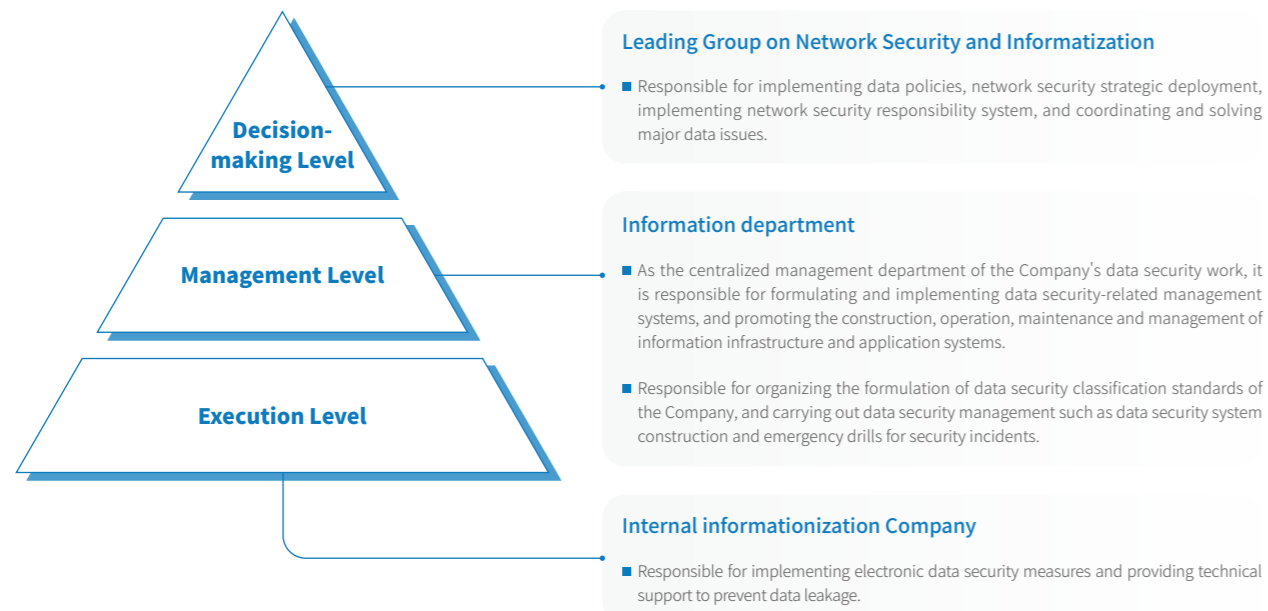 Decision-
making Level
Management Level
Execution Level
Leading Group on Network Security and Informatization
Responsible for implementing data policies, network security strategic deployment,
implementing network security responsibility system, and coordinating and solving
major data issues.
Information department
As the centralized management department of the Company's data security work, it
is responsible for formulating and implementing data security-related management
systems, and promoting the construction, operation, maintenance and management of
information infrastructure and application systems.
Responsible for organizing the formulation of data security classification standards of
the Company, and carrying out data security management such as data security system
construction and emergency drills for security incidents.
Internal informationization Company
Responsible for implementing electronic data security measures and providing technical
support to prevent data leakage.